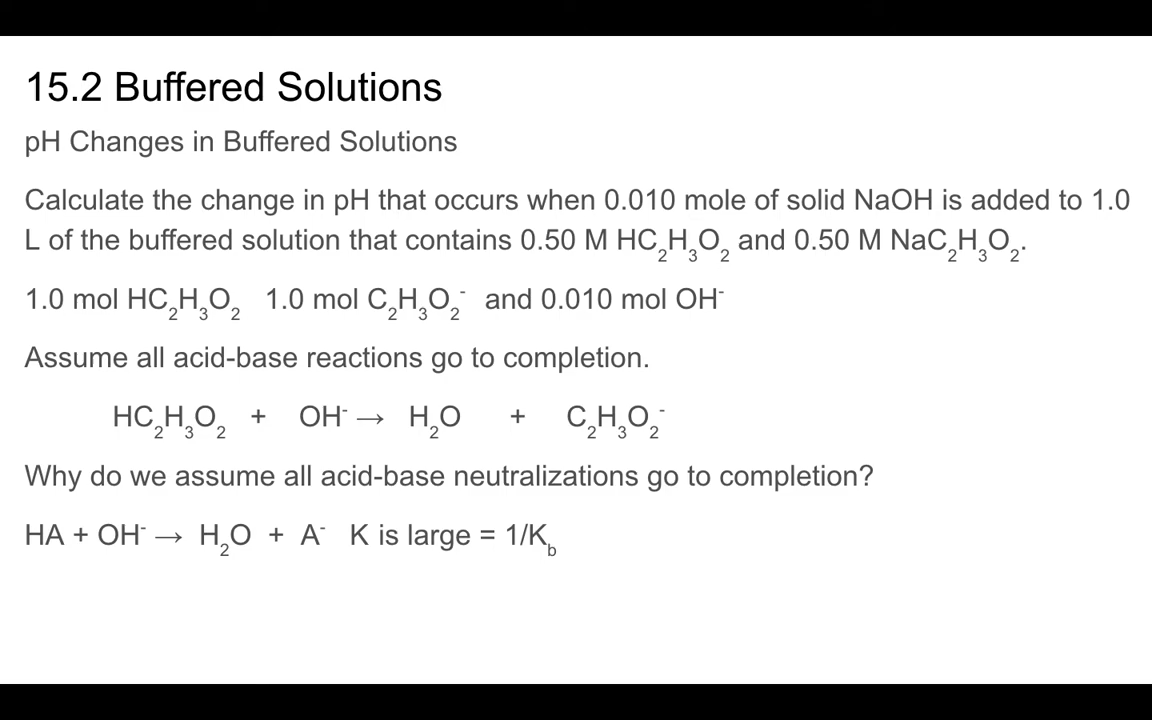 15.2 Buffered Solutions
pH Changes in Buffered Solutions
Calculate the change in pH that occurs when 0.010 mole of solid NaOH is added to 1.0
L of the buffered solution that contains 0.50 M HC₂H₃O₂ and 0.50 M NaC₂H₃O₂.
1.0 mol HC₂H₃O₂ 1.0 mol C₂H₃O₂⁻ and 0.010 mol OH⁻
Assume all acid-base reactions go to completion.
HC₂H₃O₂ + OH⁻ → H₂O + C₂H₃O₂⁻
Why do we assume all acid-base neutralizations go to completion?
HA + OH⁻ → H₂O + A⁻ K is large = 1/K_b